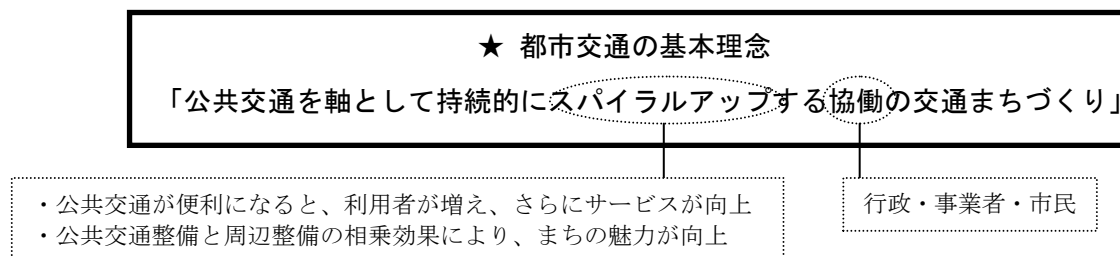 ★ 都市交通の基本理念
「公共交通を軸として持続的にスパイラルアップする協働の交通まちづくり」
・公共交通が便利になると、利用者が増え、さらにサービスが向上
・公共交通整備と周辺整備の相乗効果により、まちの魅力が向上
行政・事業者・市民